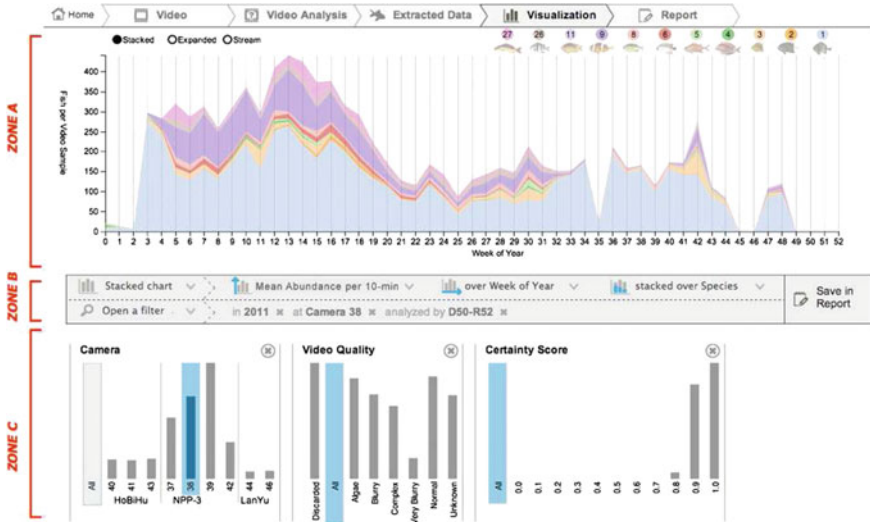 Home
Video
Video Analysis
Extracted Data
Visualization
Report
ZONE A
Stacked Expanded Stream
27 26 11 9 8 6 5 4 3 2 1
Fish per Video Sample
400
350
300
250
200
150
100
50
0
0 1 2 3 4 5 6 7 8 9 10 11 12 13 14 15 16 17 18 19 20 21 22 23 24 25 26 27 28 29 30 31 32 33 34 35 36 37 38 39 40 41 42 43 44 45 46 47 48 49 50 51 52
Week of Year
ZONE B
Stacked chart
Mean Abundance per 10-min
over Week of Year
stacked over Species
Save in
Report
Open a filter
in 2011 × at Camera 38 × analyzed by D50-R52 ×
ZONE C
Camera
All 40 41 43 37 38 39 42 44 46
HoBiHu NPP-3 LanYu
Video Quality
Discarded All Algae Blurry Complex Very Blurry Normal Unknown
Certainty Score
All 0.0 0.1 0.2 0.3 0.4 0.5 0.6 0.7 0.8 0.9 1.0